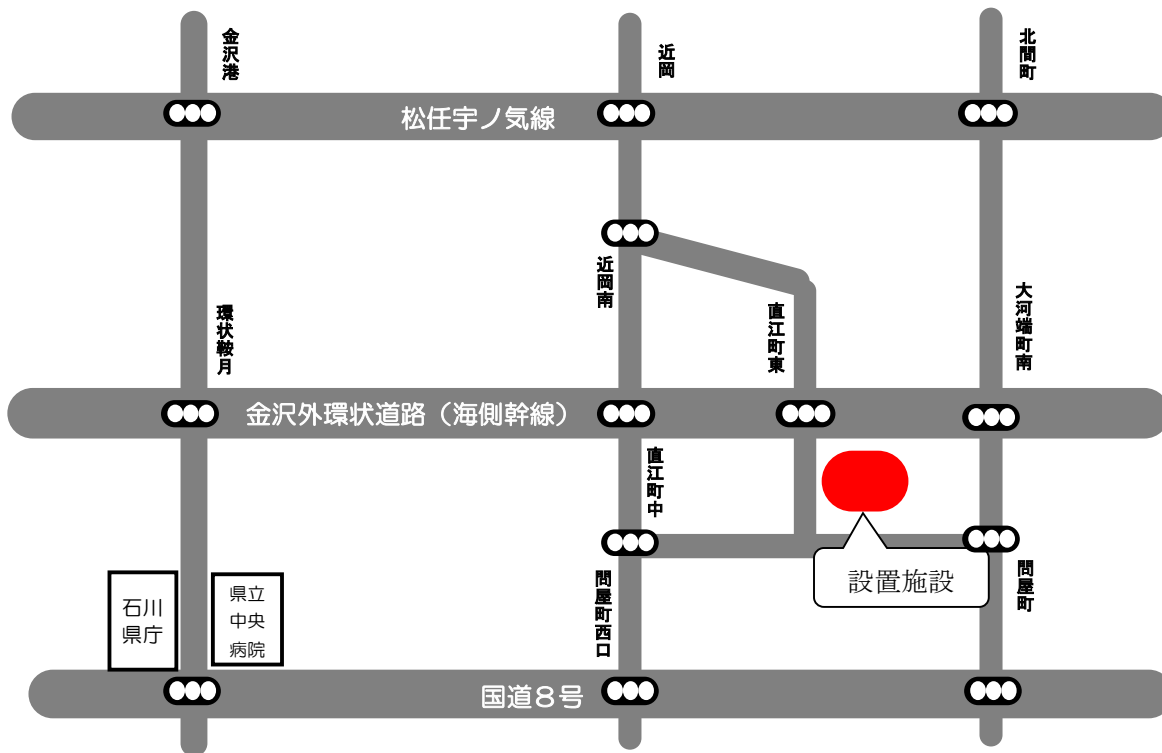 金沢港
近岡
北間町
松任宇ノ気線
近岡南
環状鞍月
直江町東
大河端町南
金沢外環状道路（海側幹線）
直江町中
設置施設
問屋町西口
問屋町
石川
県庁
県立
中央
病院
国道８号